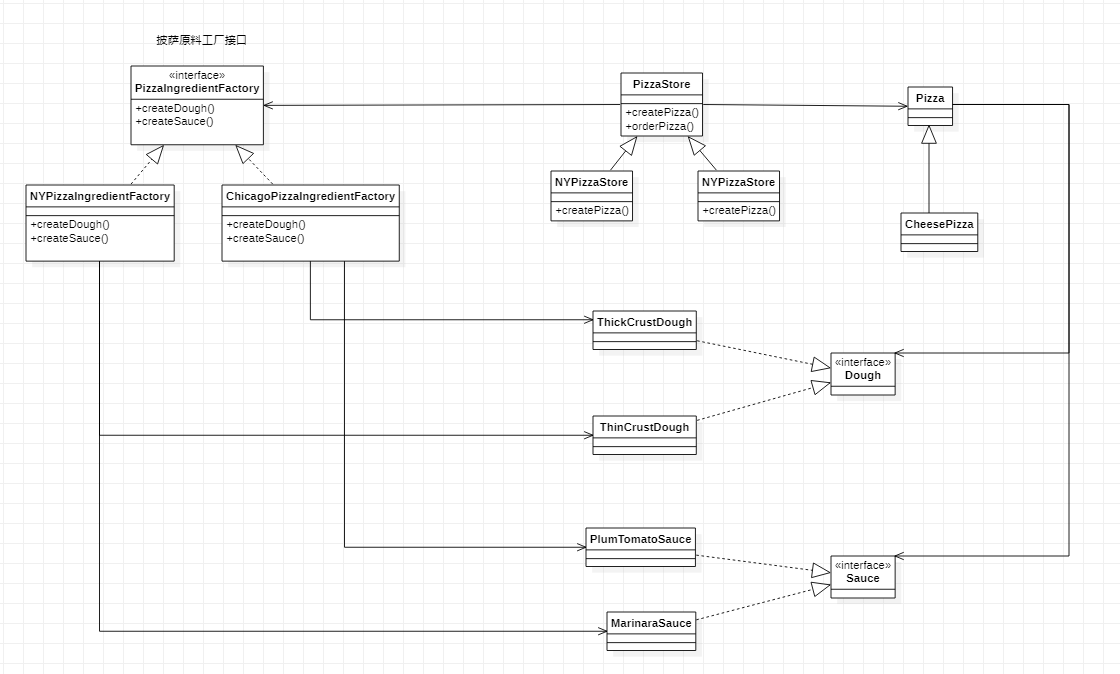 披萨原料工厂接口
«interface»
PizzaIngredientFactory
+createDough()
+createSauce()
NYPizzaIngredientFactory
+createDough()
+createSauce()
ChicagoPizzaIngredientFactory
+createDough()
+createSauce()
PizzaStore
+createPizza()
+orderPizza()
NYPizzaStore
+createPizza()
NYPizzaStore
+createPizza()
Pizza
CheesePizza
ThickCrustDough
«interface»
Dough
ThinCrustDough
PlumTomatoSauce
«interface»
Sauce
MarinaraSauce